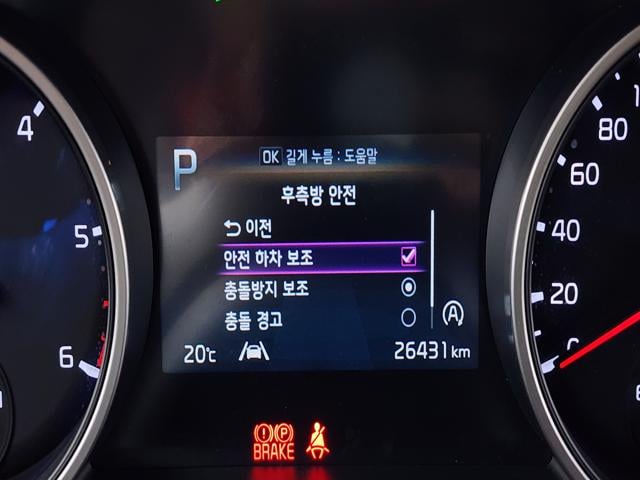 P
OK 길게 누름 : 도움말
후측방 안전
이전
안전 하차 보조
충돌방지 보조
충돌 경고
20℃
26431 km
4
5
6
80
60
40
20
P
BRAKE